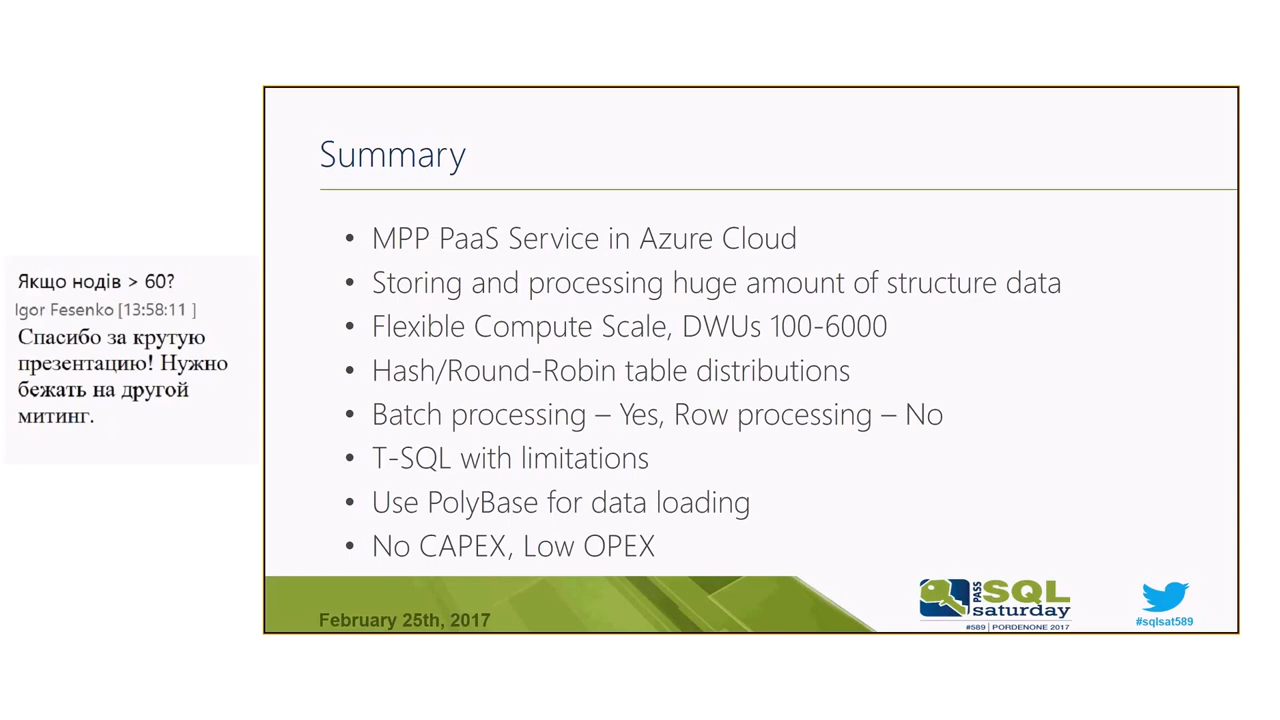 Якщо нодів > 60?
Igor Fesenko [13:58:11 ]
Спасибо за крутую
презентацию! Нужно
бежать на другой
митинг.
Summary
• MPP PaaS Service in Azure Cloud
• Storing and processing huge amount of structure data
• Flexible Compute Scale, DWUs 100-6000
• Hash/Round-Robin table distributions
• Batch processing – Yes, Row processing – No
• T-SQL with limitations
• Use PolyBase for data loading
• No CAPEX, Low OPEX
February 25th, 2017
PASS SQL
saturday
#589 | PORDENONE 2017
#sqlsat589